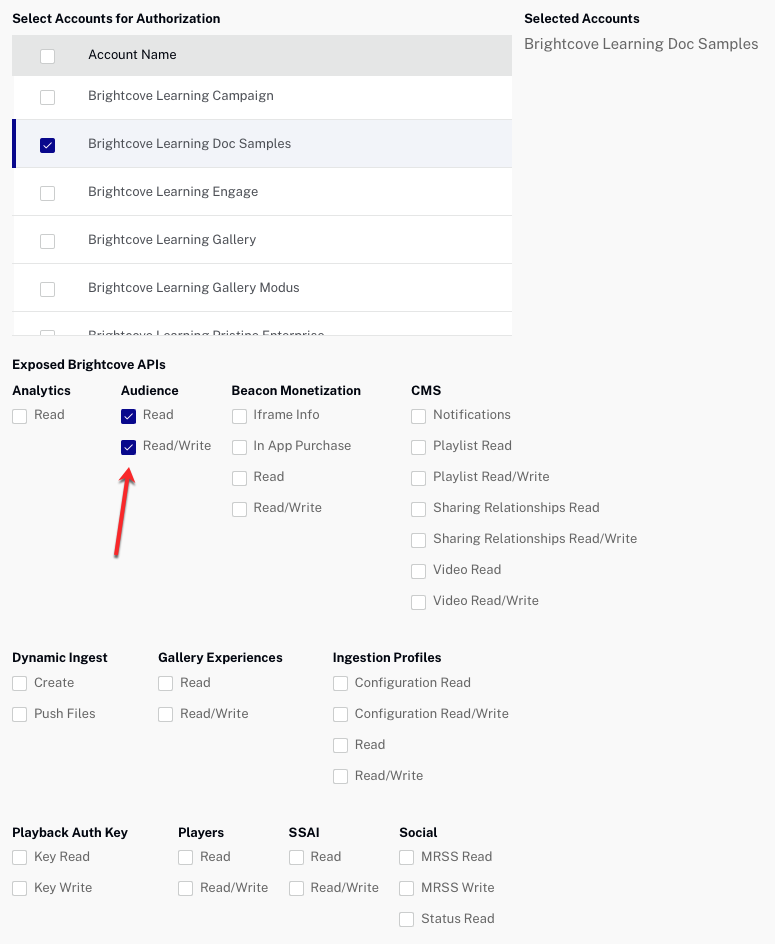 Select Accounts for Authorization
Selected Accounts
Account Name
Brightcove Learning Doc Samples
Brightcove Learning Campaign
Brightcove Learning Doc Samples
Brightcove Learning Engage
Brightcove Learning Gallery
Brightcove Learning Gallery Modus
Brightcove Learning Pristine Enterprise
Exposed Brightcove APIs
Analytics
Read
Audience
Read
Read/Write
Beacon Monetization
Iframe Info
In App Purchase
Read
Read/Write
CMS
Notifications
Playlist Read
Playlist Read/Write
Sharing Relationships Read
Sharing Relationships Read/Write
Video Read
Video Read/Write
Dynamic Ingest
Create
Push Files
Gallery Experiences
Read
Read/Write
Ingestion Profiles
Configuration Read
Configuration Read/Write
Read
Read/Write
Playback Auth Key
Key Read
Key Write
Players
Read
Read/Write
SSAI
Read
Read/Write
Social
MRSS Read
MRSS Write
Status Read